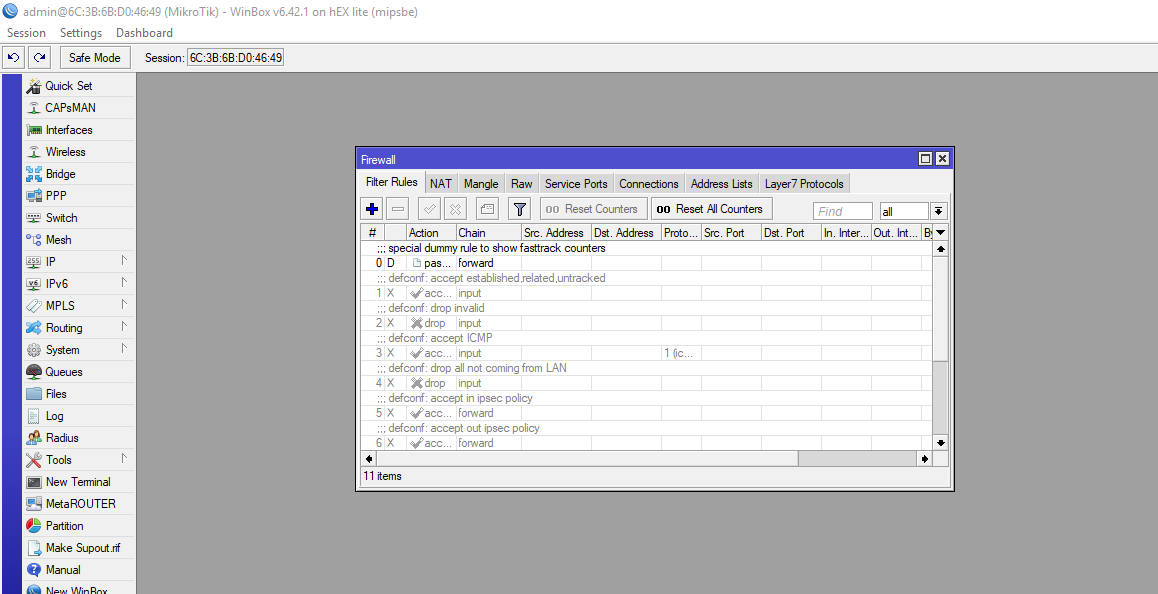 admin@6C:3B:6B:D0:46:49 (MikroTik) - WinBox v6.42.1 on hEX lite (mipsbe)
Session Settings Dashboard
Safe Mode Session: 6C:3B:6B:D0:46:49
Quick Set
CAPsMAN
Interfaces
Wireless
Bridge
PPP
Switch
Mesh
IP
IPv6
MPLS
Routing
System
Queues
Files
Log
Radius
Tools
New Terminal
MetaROUTER
Partition
Make Supout.rif
Manual
New WinBox
Firewall
Filter Rules NAT Mangle Raw Service Ports Connections Address Lists Layer7 Protocols
00 Reset Counters 00 Reset All Counters Find all
# Action Chain Src. Address Dst. Address Proto... Src. Port Dst. Port In. Inter... Out. Int... By
;;; special dummy rule to show fasttrack counters
0 D pas... forward
;;; defconf: accept established,related,untracked
1 X acc... input
;;; defconf: drop invalid
2 X drop input
;;; defconf: accept ICMP
3 X acc... input 1 (ic...
;;; defconf: drop all not coming from LAN
4 X drop input
;;; defconf: accept in ipsec policy
5 X acc... forward
;;; defconf: accept out ipsec policy
6 X acc... forward
11 items